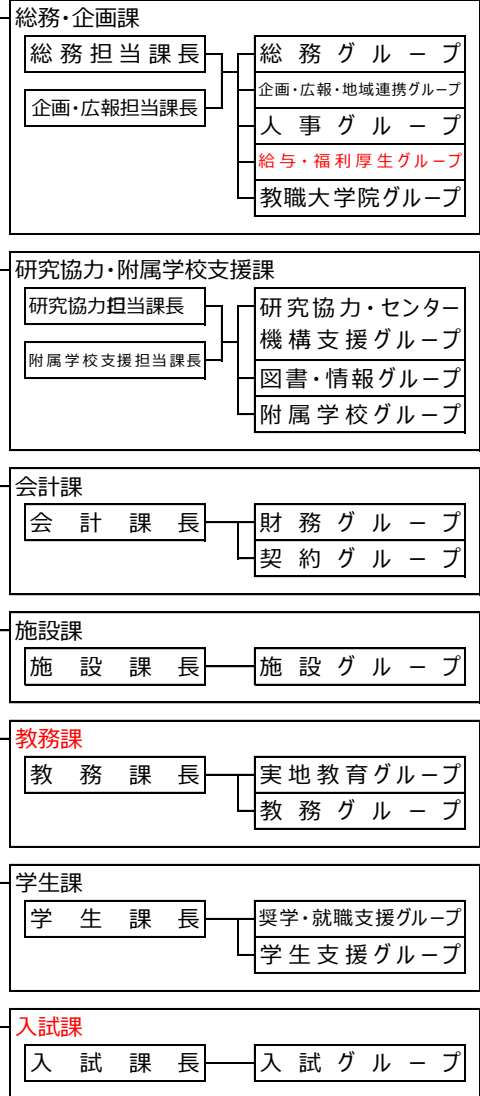 総務・企画課
総務担当課長
総務グループ
企画・広報・地域連携グループ
企画・広報担当課長
人事グループ
給与・福利厚生グループ
教職大学院グループ
研究協力・附属学校支援課
研究協力担当課長
研究協力・センター
機構支援グループ
附属学校支援担当課長
図書・情報グループ
附属学校グループ
会計課
会計課長
財務グループ
契約グループ
施設課
施設課長
施設グループ
教務課
教務課長
実地教育グループ
教務グループ
学生課
学生課長
奨学・就職支援グループ
学生支援グループ
入試課
入試課長
入試グループ